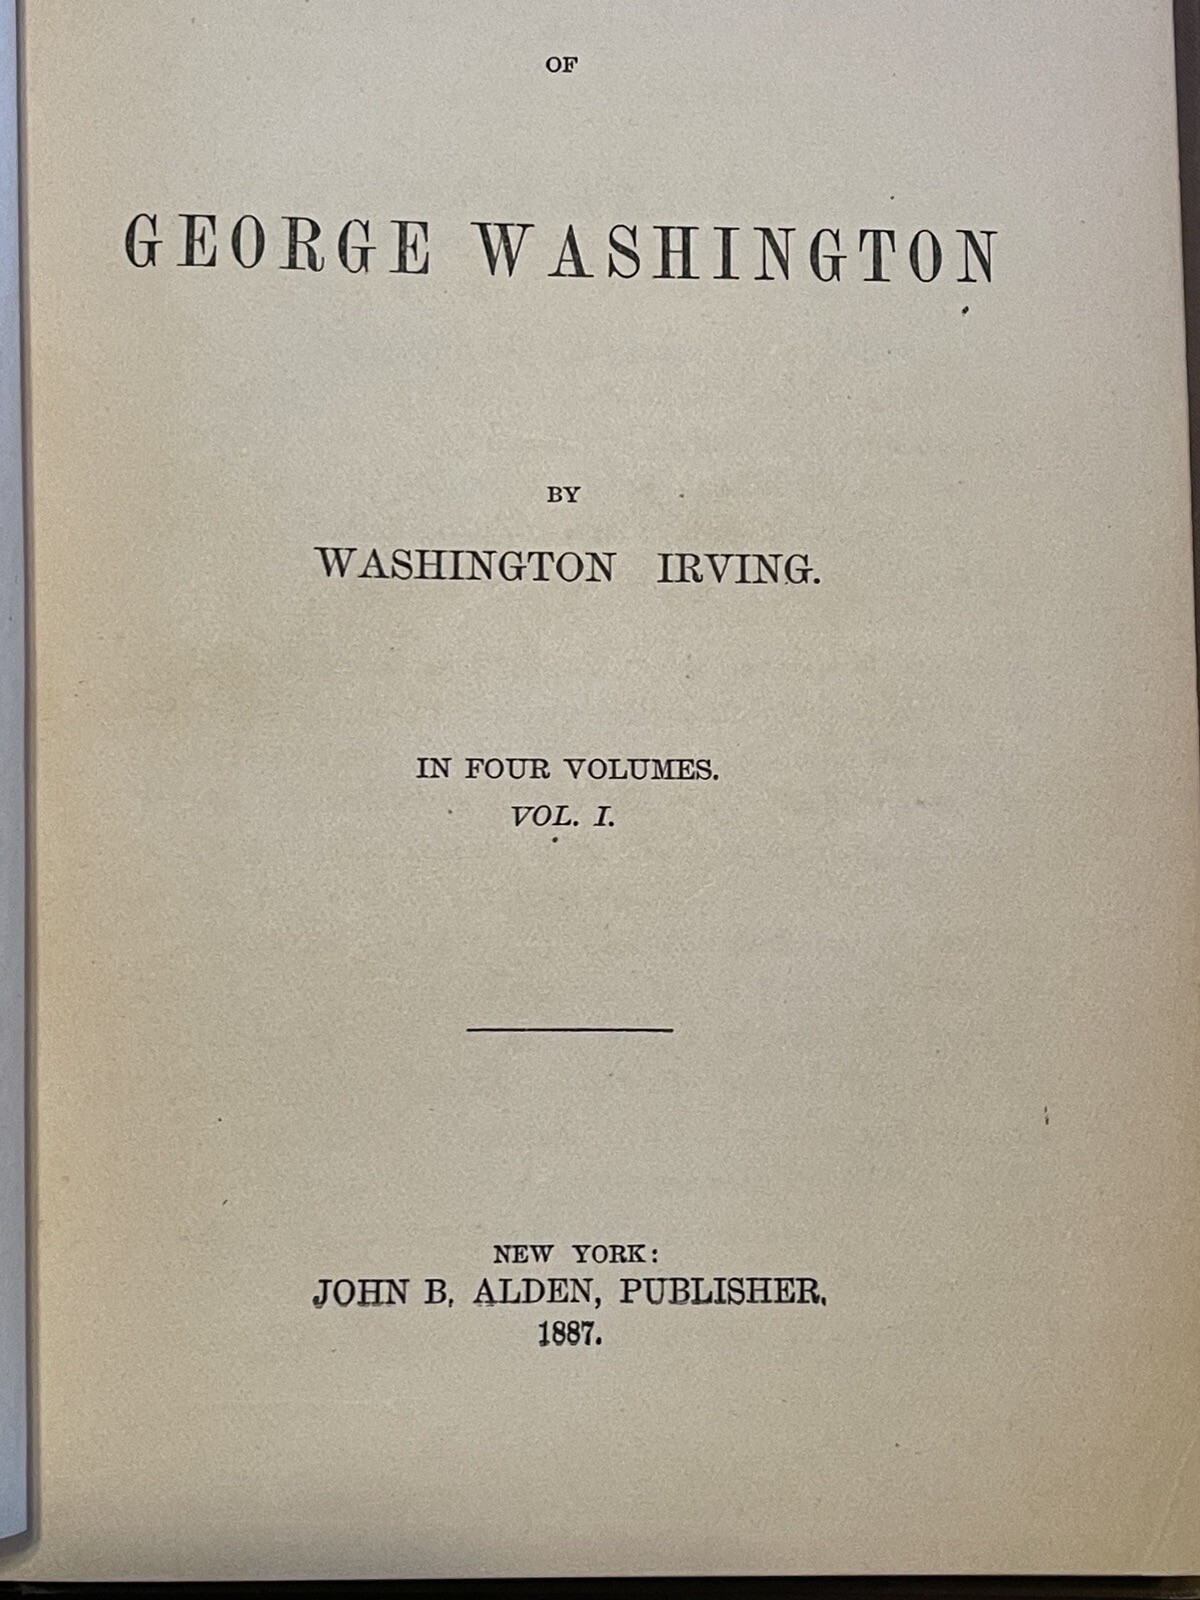 OF
GEORGE WASHINGTON
BY
WASHINGTON IRVING.
IN FOUR VOLUMES.
VOL. I.
NEW YORK:
JOHN B, ALDEN, PUBLISHER,
1887.